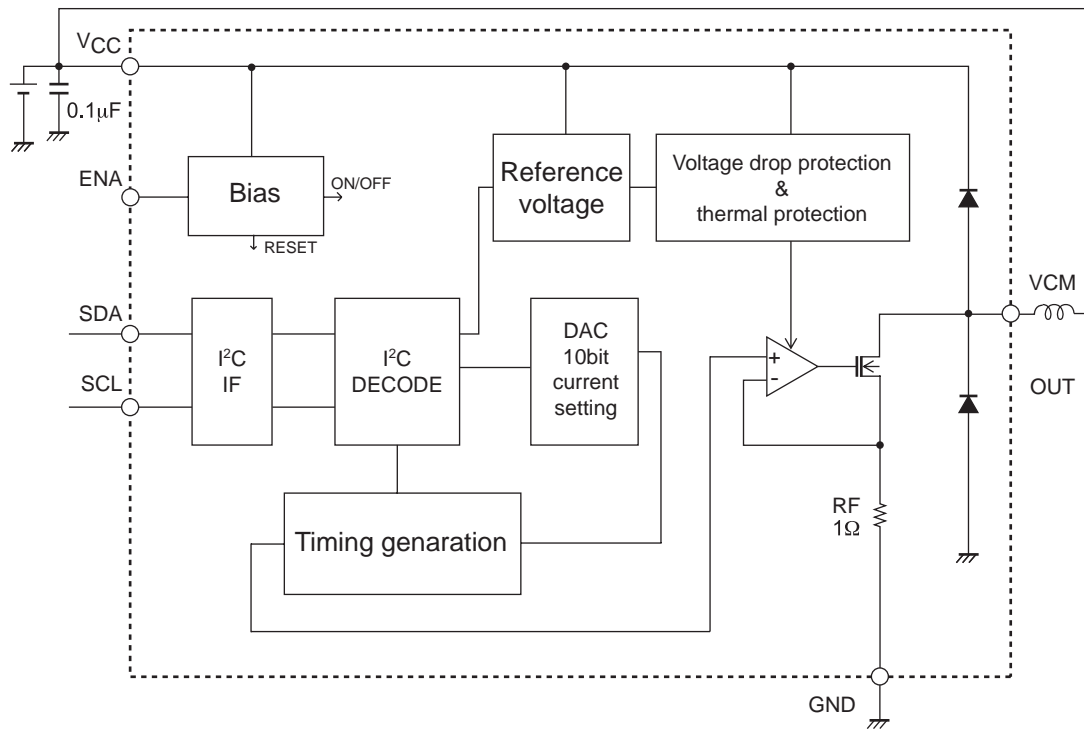 VCC
0.1µF
ENA
Bias
ON/OFF
RESET
Reference
voltage
Voltage drop protection
&
thermal protection
SDA
SCL
I²C
IF
I²C
DECODE
DAC
10bit
current
setting
+
-
VCM
OUT
Timing genaration
RF
1Ω
GND